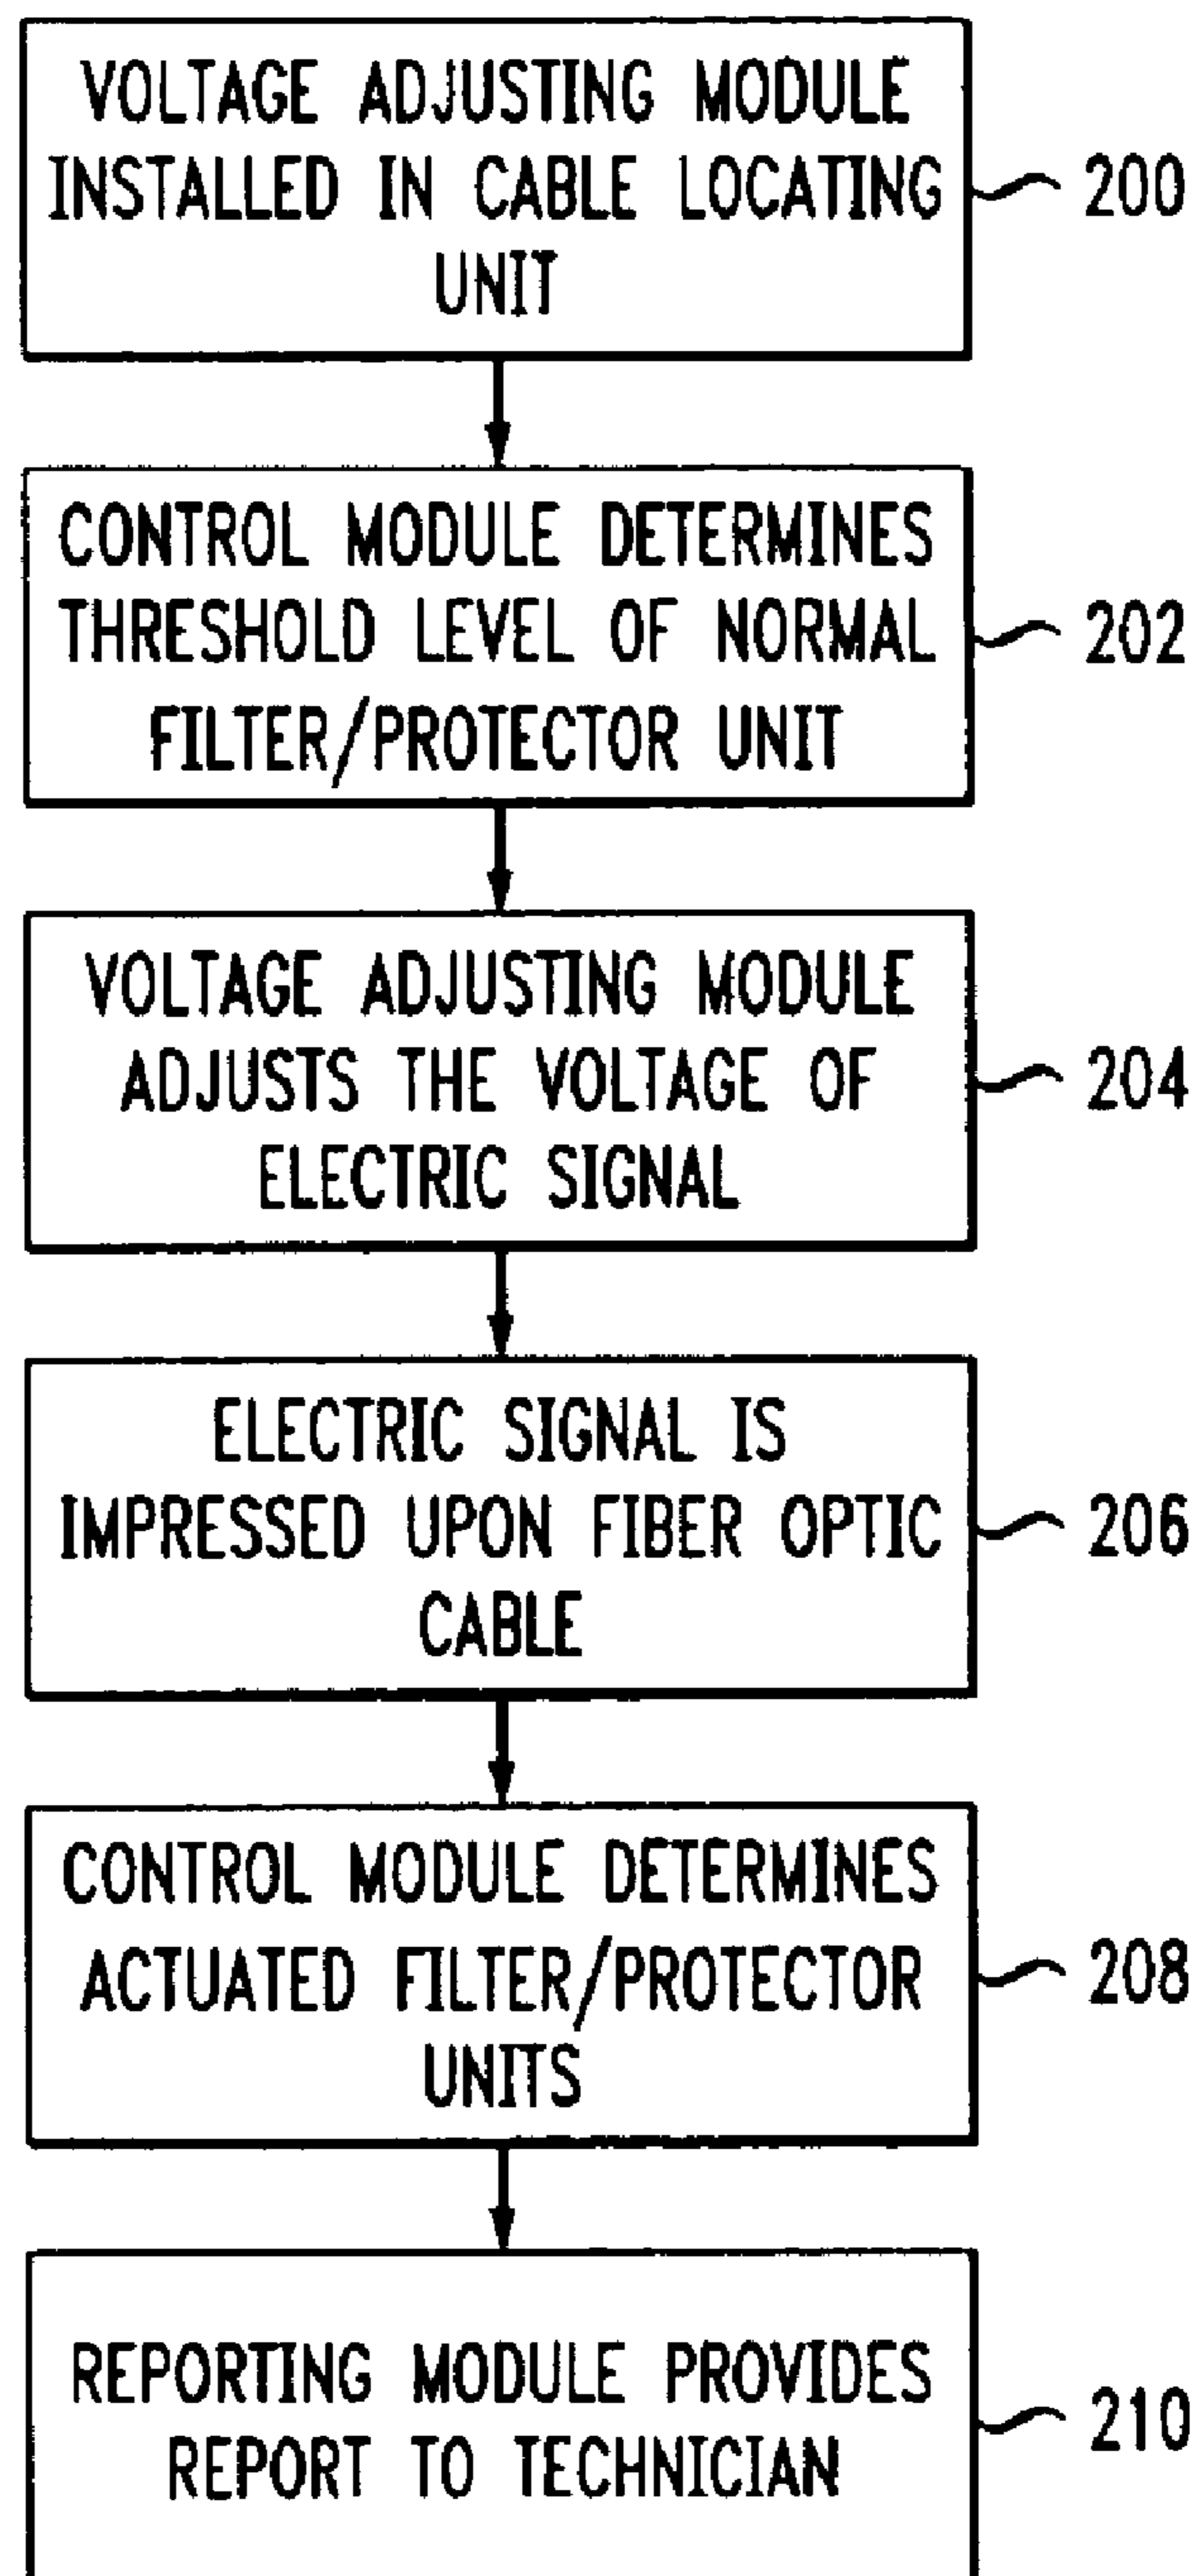 VOLTAGE ADJUSTING MODULE
INSTALLED IN CABLE LOCATING
UNIT
200
CONTROL MODULE DETERMINES
THRESHOLD LEVEL OF NORMAL
FILTER/PROTECTOR UNIT
202
VOLTAGE ADJUSTING MODULE
ADJUSTS THE VOLTAGE OF
ELECTRIC SIGNAL
204
ELECTRIC SIGNAL IS
IMPRESSED UPON FIBER OPTIC
CABLE
206
CONTROL MODULE DETERMINES
ACTUATED FILTER/PROTECTOR
UNITS
208
REPORTING MODULE PROVIDES
REPORT TO TECHNICIAN
210